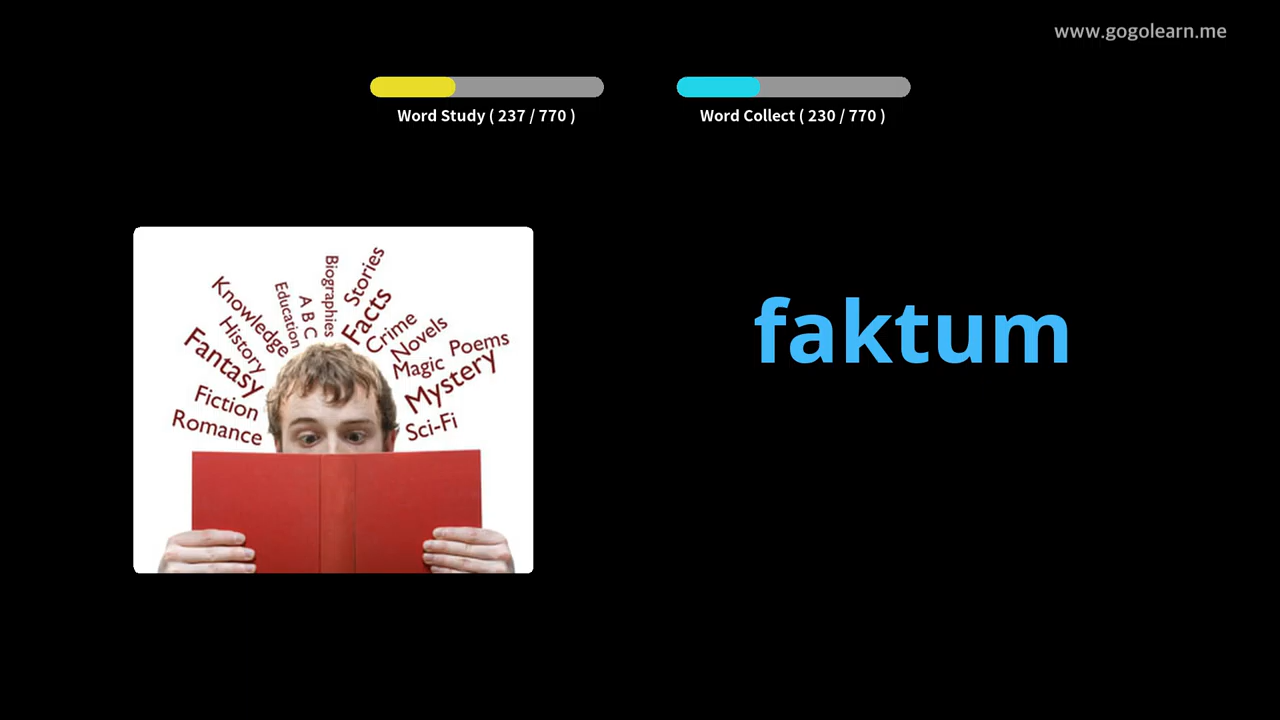 www.gogolearn.me
Word Study ( 237 / 770 )
Word Collect ( 230 / 770 )
faktum
Knowledge
Education
A B C
Biographies
Stories
Facts
Crime
Novels
Poems
History
Fantasy
Magic
Mystery
Fiction
Romance
Sci-Fi